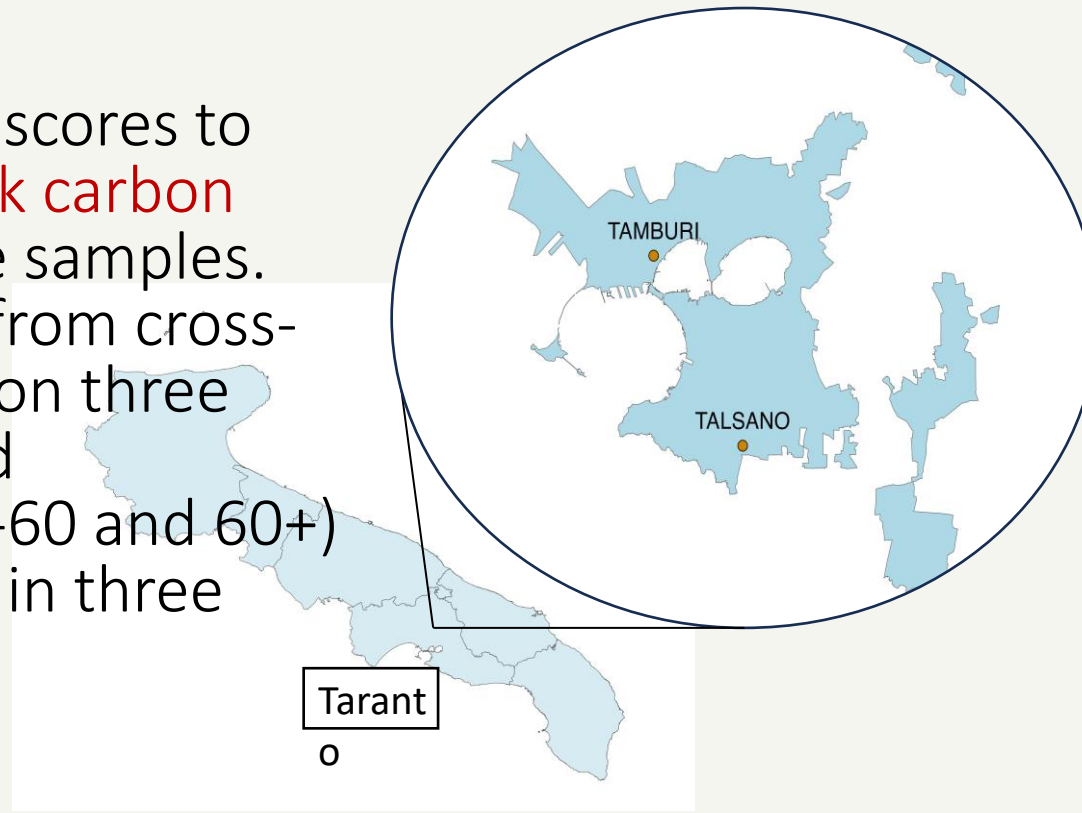 scores to
k carbon
e samples.
from cross-
on three
d
-60 and 60+)
in three
TAMBURI
TALSANO
Tarant
o